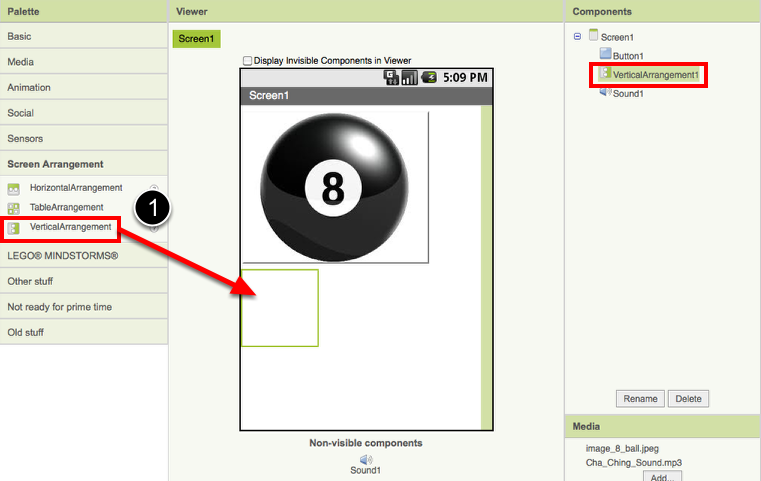 Palette
Viewer
Components
Basic
Media
Animation
Social
Sensors
Screen Arrangement
HorizontalArrangement
TableArrangement
VerticalArrangement
1
LEGO® MINDSTORMS®
Other stuff
Not ready for prime time
Old stuff
Screen1
Display Invisible Components in Viewer
5:09 PM
Screen1
8
Non-visible components
Sound1
Screen1
Button1
VerticalArrangement1
Sound1
Rename
Delete
Media
image_8_ball.jpeg
Cha_Ching_Sound.mp3
Add...